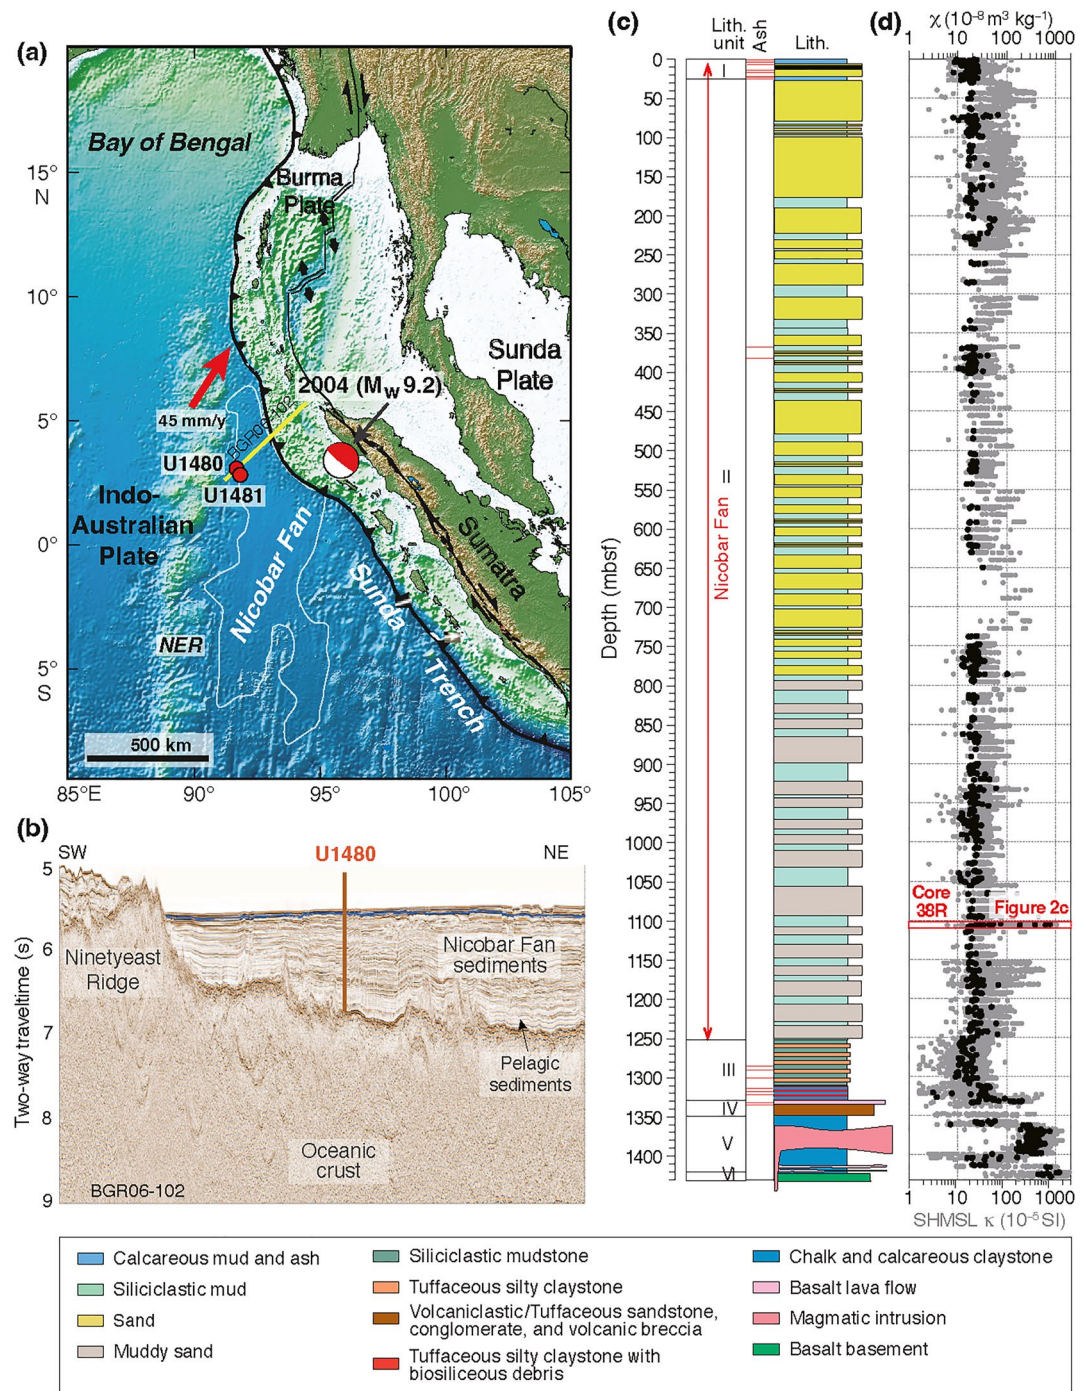 (a)
Bay of Bengal
Burma
Plate
Sunda
Plate
2004 (Mw 9.2)
45 mm/y
BGR06-102
U1480
U1481
Indo-
Australian
Plate
Nicobar Fan
Sunda
Trench
Sumatra
NER
500 km
15°
N
10°
5°
0°
5°
S
85°E
90°
95°
100°
105°
(b)
SW
U1480
NE
Two-way traveltime (s)
5
6
7
8
9
Ninetyeast
Ridge
Nicobar Fan
sediments
Pelagic
sediments
Oceanic
crust
BGR06-102
(c)
Lith.
unit
Ash
Lith.
Depth (mbsf)
0
50
100
150
200
250
300
350
400
450
500
550
600
650
700
750
800
850
900
950
1000
1050
1100
1150
1200
1250
1300
1350
1400
I
II
III
IV
V
VI
Nicobar Fan
(d)
χ (10⁻⁸ m³ kg⁻¹)
1 10 100 1000
Core
38R
Figure 2c
1 10 100 1000
SHMSL κ (10⁻⁵ SI)
Calcareous mud and ash
Siliciclastic mud
Sand
Muddy sand
Siliciclastic mudstone
Tuffaceous silty claystone
Volcaniclastic/Tuffaceous sandstone,
conglomerate, and volcanic breccia
Tuffaceous silty claystone with
biosiliceous debris
Chalk and calcareous claystone
Basalt lava flow
Magmatic intrusion
Basalt basement